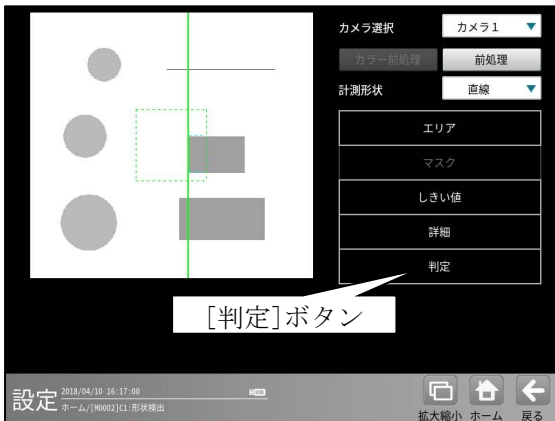 カメラ選択 カメラ1
カラー前処理 前処理
計測形状 直線
エリア
マスク
しきい値
詳細
判定
[判定]ボタン
設定 2018/04/10 16:17:00
ホーム/[M0002]C1:形状検出
拡大縮小 ホーム 戻る